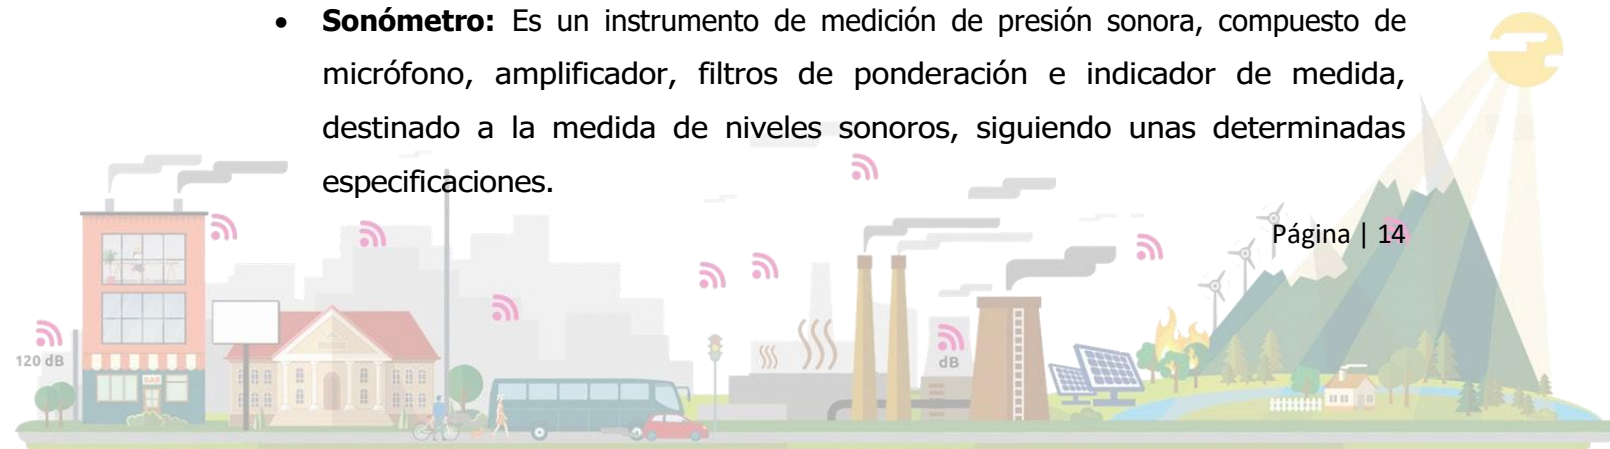 • Sonómetro: Es un instrumento de medición de presión sonora, compuesto de
micrófono, amplificador, filtros de ponderación e indicador de medida,
destinado a la medida de niveles sonoros, siguiendo unas determinadas
especificaciones.
Página | 14
120 dB
BAR
dB